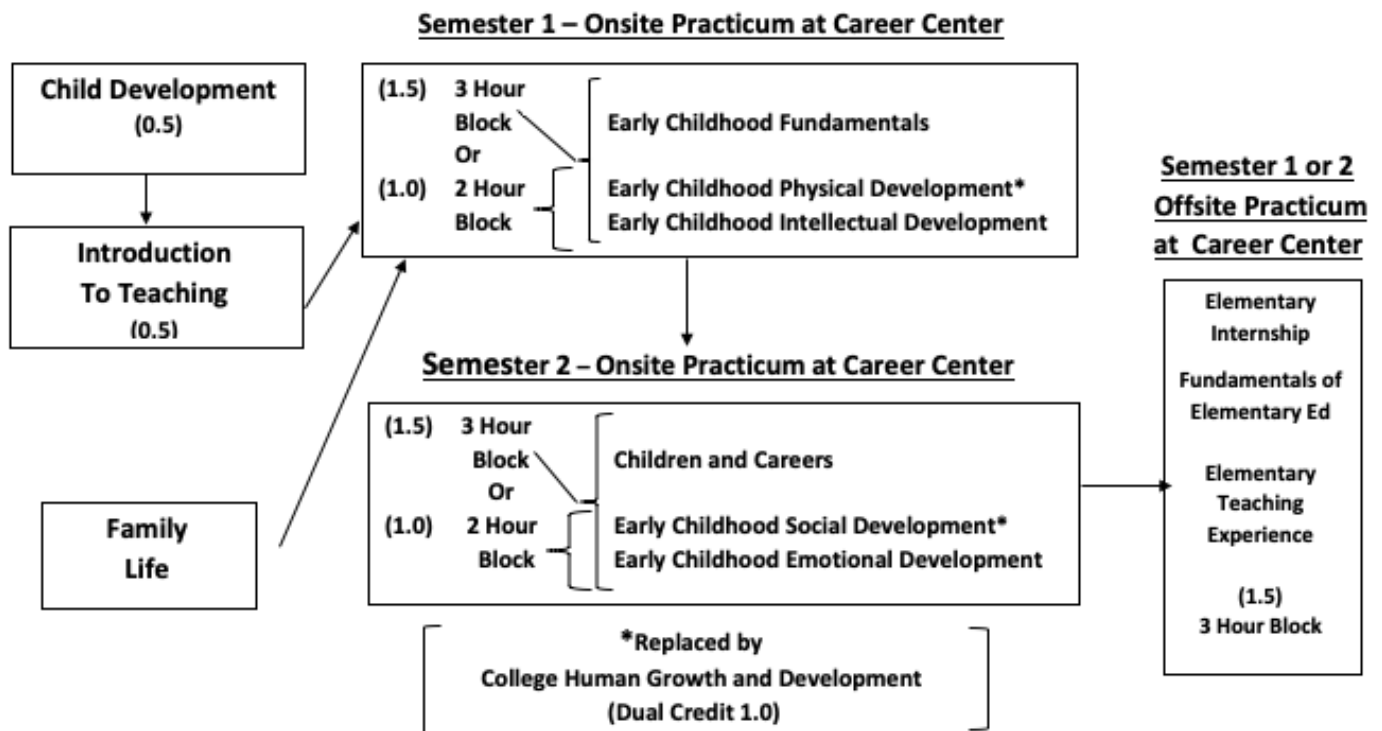 Semester 1 – Onsite Practicum at Career Center
Child Development
(0.5)
Introduction
To Teaching
(0.5)
Family
Life
(1.5) 3 Hour
Block
Or
(1.0) 2 Hour
Block
Early Childhood Fundamentals
Early Childhood Physical Development*
Early Childhood Intellectual Development
Semester 2 – Onsite Practicum at Career Center
(1.5) 3 Hour
Block
Or
(1.0) 2 Hour
Block
Children and Careers
Early Childhood Social Development*
Early Childhood Emotional Development
*Replaced by
College Human Growth and Development
(Dual Credit 1.0)
Semester 1 or 2
Offsite Practicum
at Career Center
Elementary
Internship
Fundamentals of
Elementary Ed
Elementary
Teaching
Experience
(1.5)
3 Hour Block